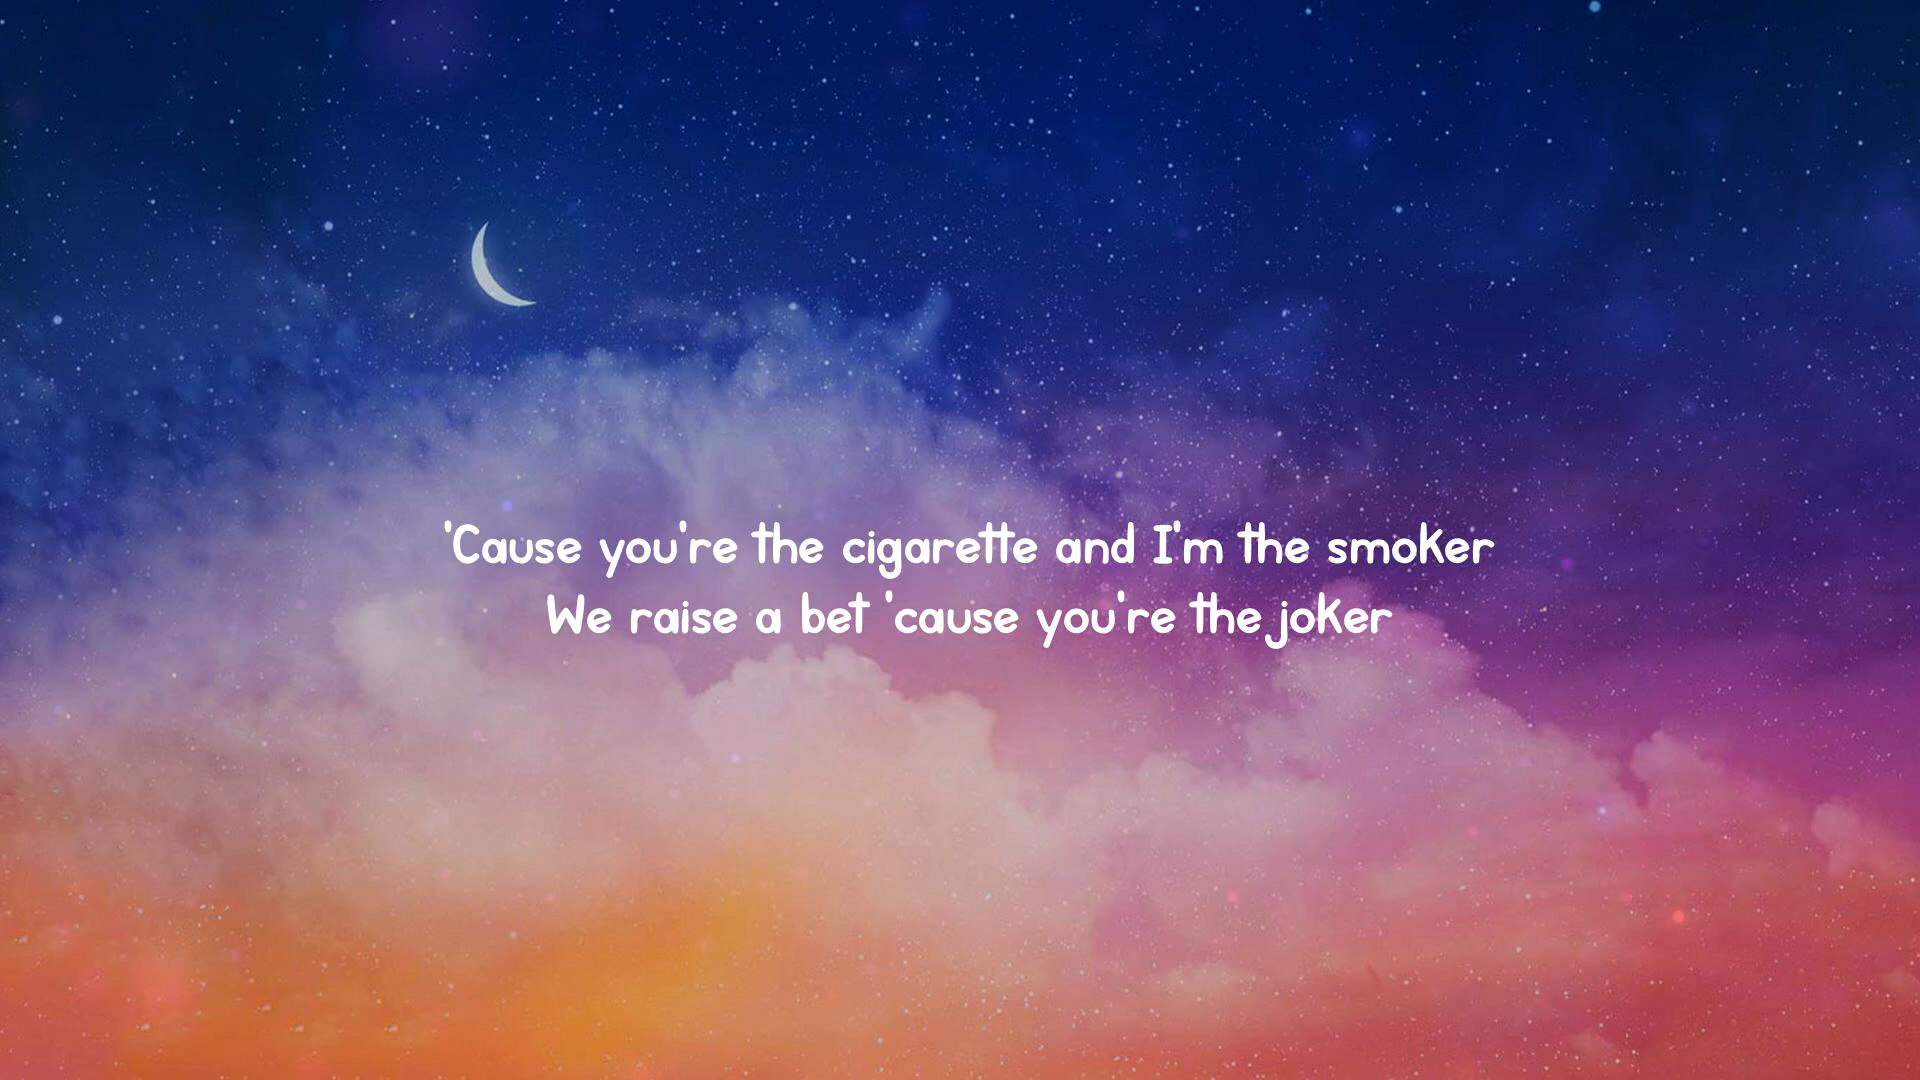 'Cause you're the cigarette and I'm the smoker
We raise a bet 'cause you're the joker